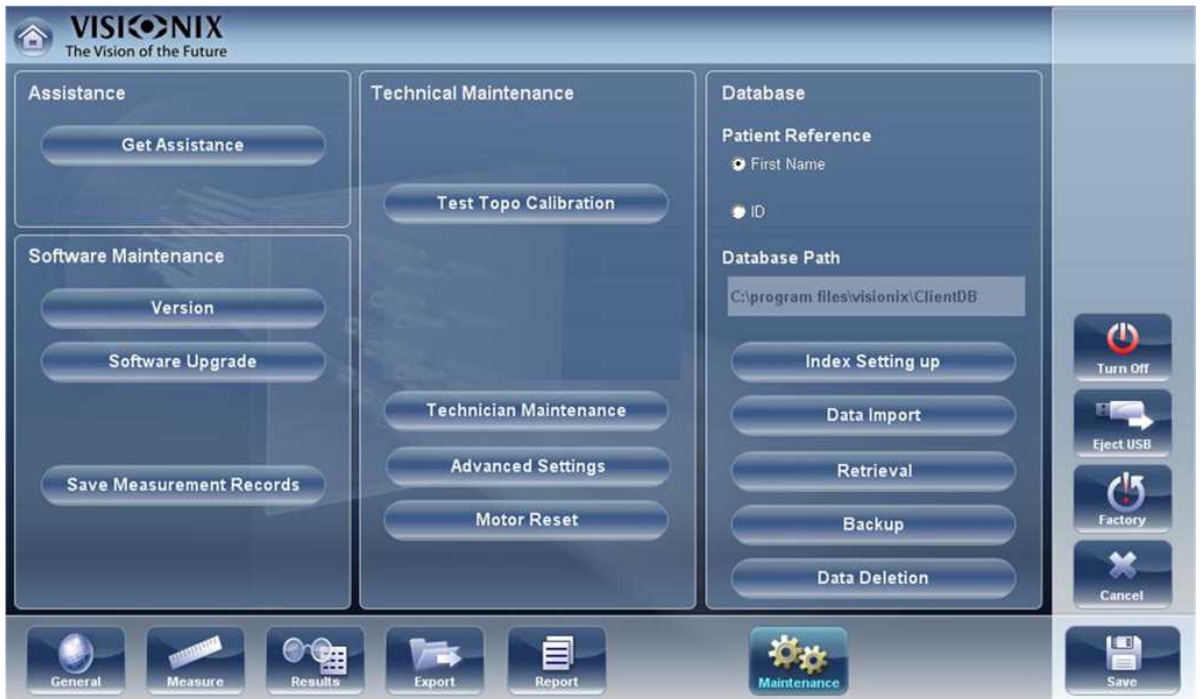 VISIONIX
The Vision of the Future
Assistance
Get Assistance
Software Maintenance
Version
Software Upgrade
Save Measurement Records
Technical Maintenance
Test Topo Calibration
Technician Maintenance
Advanced Settings
Motor Reset
Database
Patient Reference
First Name
ID
Database Path
C:\program files\visionix\ClientDB
Index Setting up
Data Import
Retrieval
Backup
Data Deletion
Turn Off
Eject USB
Factory
Cancel
General
Measure
Results
Export
Report
Maintenance
Save